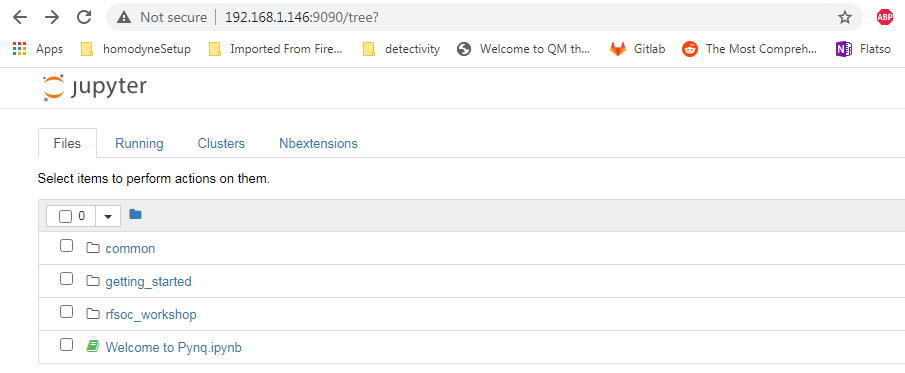 Not secure | 192.168.1.146:9090/tree? ABP
Apps homodyneSetup Imported From Fire... detectivity Welcome to QM th... Gitlab The Most Compreh... N Flatso
jupyter
Files Running Clusters Nbextensions
Select items to perform actions on them.
0
common
getting_started
rfsoc_workshop
Welcome to Pynq.ipynb